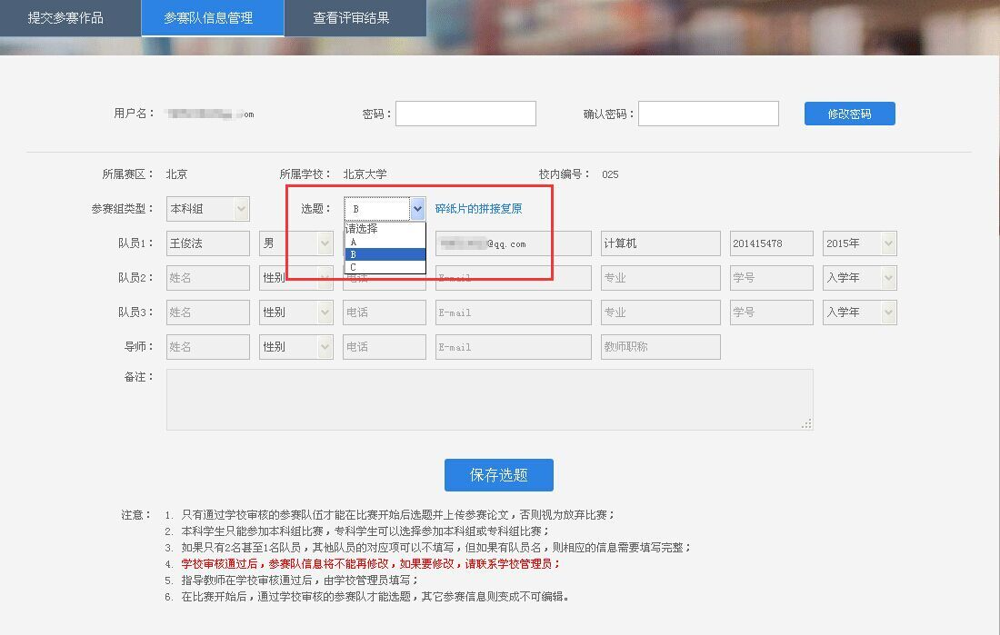 提交参赛作品 参赛队信息管理 查看评审结果
用户名： om 密码： 确认密码： 修改密码
所属赛区： 北京 所属学校： 北京大学 校内编号： 025
参赛组类型： 本科组 选题： B 碎纸片的拼接复原
请选择
A
B
C
队员1： 王俊法 男 @qq.com 计算机 201415478 2015年
队员2： 姓名 性别 电话 E-mail 专业 学号 入学年
队员3： 姓名 性别 电话 E-mail 专业 学号 入学年
导师： 姓名 性别 电话 E-mail 教师职称
备注：
保存选题
注意： 1. 只有通过学校审核的参赛队伍才能在比赛开始后选题并上传参赛论文，否则视为放弃比赛；
2. 本科学生只能参加本科组比赛，专科学生可以选择参加本科组或专科组比赛；
3. 如果只有2名甚至1名队员，其他队员的对应项可以不填写，但如果有队员名，则相应的信息需要填写完整；
4. 学校审核通过后，参赛队信息将不能再修改，如果要修改，请联系学校管理员；
5. 指导教师在学校审核通过后，由学校管理员填写；
6. 在比赛开始后，通过学校审核的参赛队才能选题，其它参赛信息则变成不可编辑。